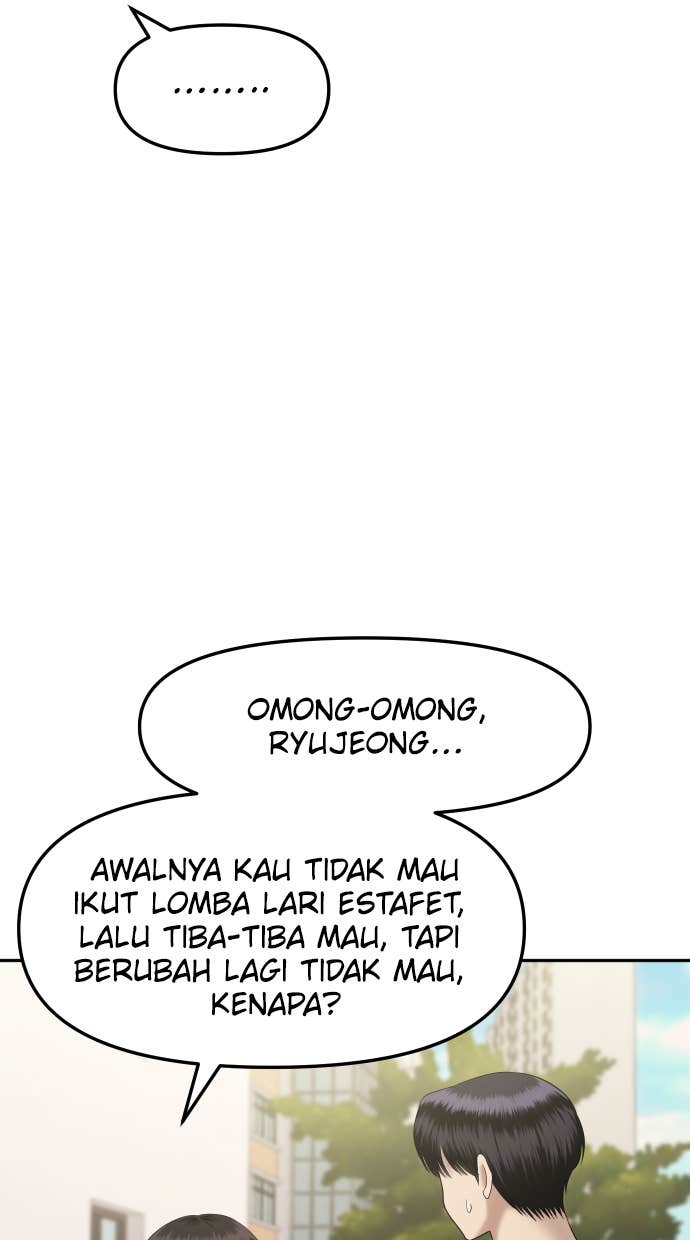 ........
OMONG-OMONG,
RYUJEONG...
AWALNYA KAU TIDAK MAU
IKUT LOMBA LARI ESTAFET,
LALU TIBA-TIBA MAU, TAPI
BERUBAH LAGI TIDAK MAU,
KENAPA?